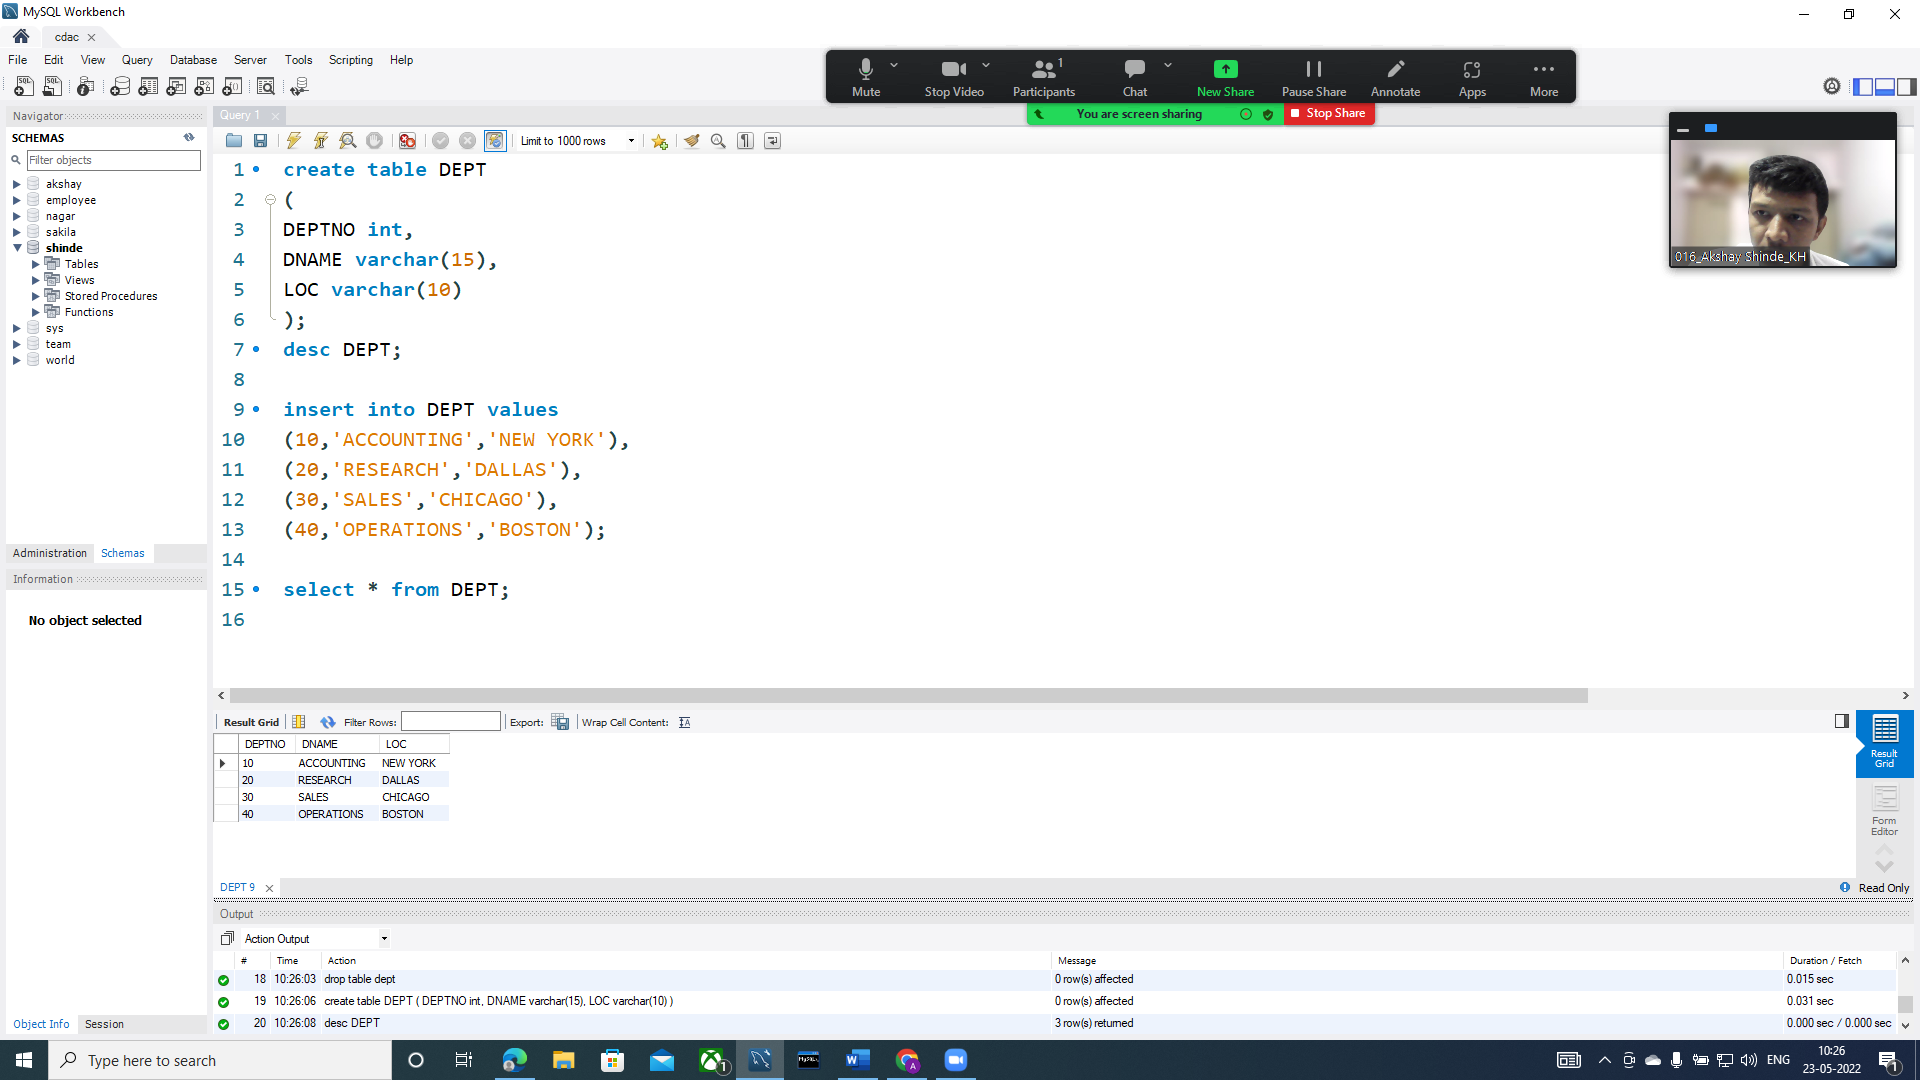 MySQL Workbench
cdac
File Edit View Query Database Server Tools Scripting Help
Mute Stop Video Participants 1 Chat New Share Pause Share Annotate Apps More
You are screen sharing Stop Share
016_Akshay Shinde_KH
Navigator
SCHEMAS
Filter objects
akshay
employee
nagar
sakila
shinde
Tables
Views
Stored Procedures
Functions
sys
team
world
Administration Schemas
Information
No object selected
Object Info Session
Query 1
Limit to 1000 rows
1 create table DEPT
2 (
3 DEPTNO int,
4 DNAME varchar(15),
5 LOC varchar(10)
6 );
7 desc DEPT;
8
9 insert into DEPT values
10 (10,'ACCOUNTING','NEW YORK'),
11 (20,'RESEARCH','DALLAS'),
12 (30,'SALES','CHICAGO'),
13 (40,'OPERATIONS','BOSTON');
14
15 select * from DEPT;
16
Result Grid Filter Rows: Export: Wrap Cell Content:
DEPTNO DNAME LOC
10 ACCOUNTING NEW YORK
20 RESEARCH DALLAS
30 SALES CHICAGO
40 OPERATIONS BOSTON
Result
Grid
Form
Editor
DEPT 9
Read Only
Output
Action Output
# Time Action Message Duration / Fetch
18 10:26:03 drop table dept 0 row(s) affected 0.015 sec
19 10:26:06 create table DEPT ( DEPTNO int, DNAME varchar(15), LOC varchar(10) ) 0 row(s) affected 0.031 sec
20 10:26:08 desc DEPT 3 row(s) returned 0.000 sec / 0.000 sec
Type here to search
ENG
10:26
23-05-2022